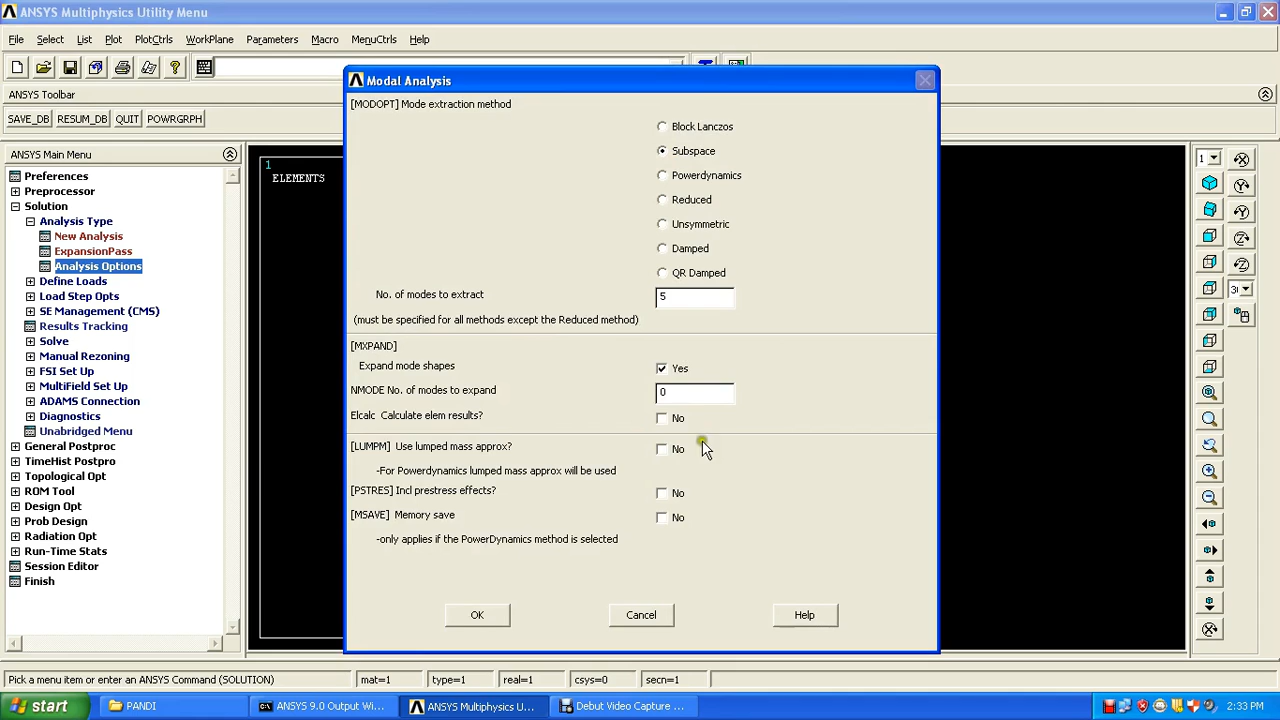 ANSYS Multiphysics Utility Menu
File Select List Plot PlotCtrls WorkPlane Parameters Macro MenuCtrls Help
ANSYS Toolbar
SAVE_DB RESUM_DB QUIT POWRGRPH
ANSYS Main Menu
Preferences
Preprocessor
Solution
Analysis Type
New Analysis
ExpansionPass
Analysis Options
Define Loads
Load Step Opts
SE Management (CMS)
Results Tracking
Solve
Manual Rezoning
FSI Set Up
MultiField Set Up
ADAMS Connection
Diagnostics
Unabridged Menu
General Postproc
TimeHist Postpro
Topological Opt
ROM Tool
Design Opt
Prob Design
Radiation Opt
Run-Time Stats
Session Editor
Finish
1
ELEMENTS
Modal Analysis
[MODOPT] Mode extraction method
Block Lanczos
Subspace
Powerdynamics
Reduced
Unsymmetric
Damped
QR Damped
No. of modes to extract 5
(must be specified for all methods except the Reduced method)
[MXPAND]
Expand mode shapes Yes
NMODE No. of modes to expand 0
Elcalc Calculate elem results? No
[LUMPM] Use lumped mass approx? No
-For Powerdynamics lumped mass approx will be used
[PSTRES] Incl prestress effects? No
[MSAVE] Memory save No
-only applies if the PowerDynamics method is selected
OK Cancel Help
1
Pick a menu item or enter an ANSYS Command (SOLUTION) mat=1 type=1 real=1 csys=0 secn=1
start PANDI ANSYS 9.0 Output Wi... ANSYS Multiphysics U... Debut Video Capture ... 2:33 PM